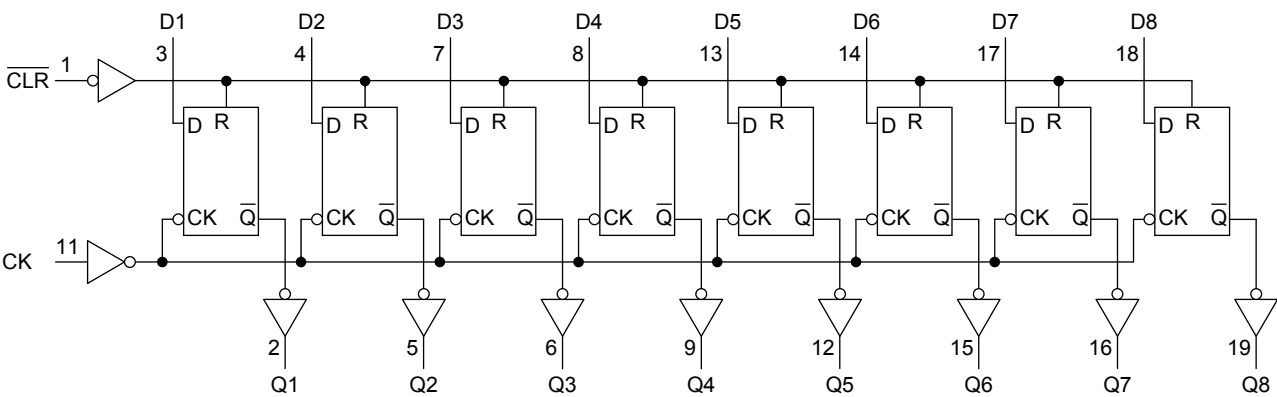 D1 D2 D3 D4 D5 D6 D7 D8
3 4 7 8 13 14 17 18
C̅L̅R̅ 1
D R D R D R D R D R D R D R D R
CK Q̅ CK Q̅ CK Q̅ CK Q̅ CK Q̅ CK Q̅ CK Q̅ CK Q̅
CK 11
2 5 6 9 12 15 16 19
Q1 Q2 Q3 Q4 Q5 Q6 Q7 Q8